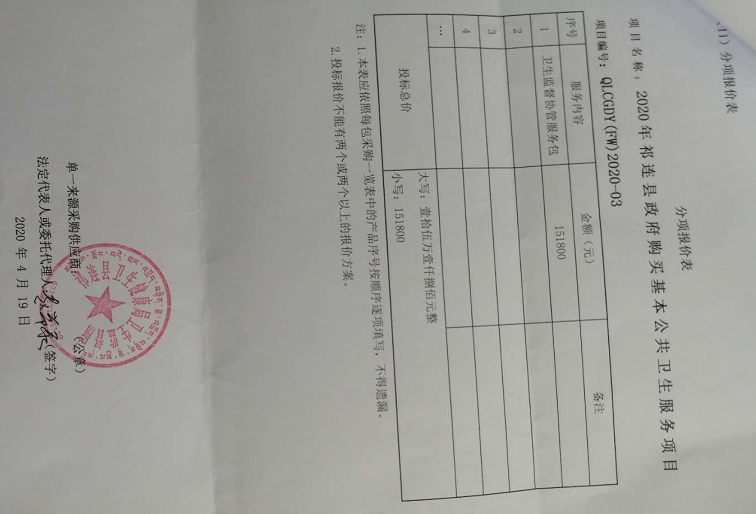 (11) 分项报价表
分项报价表
项目名称：2020年祁连县政府购买基本公共卫生服务项目
项目编号：QLCGDY(FW)2020-03
序号 服务内容 金额（元） 备注
1 卫生监督协管服务包 151800
2
3
4
…
投标总价 大写：壹拾伍万壹仟捌佰元整
小写：151800
注：1.本表应依照每包采购一览表中的产品序号按顺序逐项填写，不得遗漏。
2.投标报价不能有两个或两个以上的报价方案。
单一来源采购供应商：（公章）
法定代表人或委托代理人（签字）
2020年4月19日